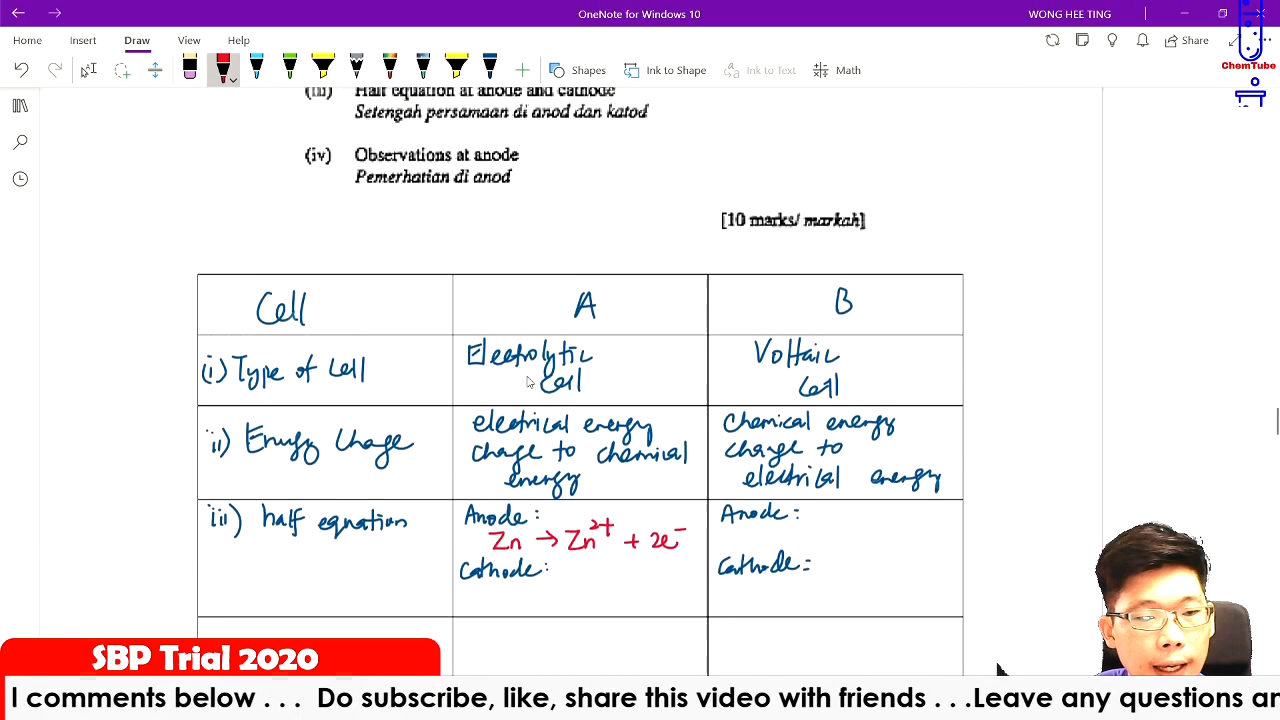 OneNote for Windows 10
WONG HEE TING
Home Insert Draw View Help
Share
Shapes Ink to Shape Ink to Text Math
ChemTube
(iii) Half equation at anode and cathode
Setengah persamaan di anod dan katod
(iv) Observations at anode
Pemerhatian di anod
[10 marks/ markah]
Cell A B
(i) Type of Cell
Electrolytic
Cell
Voltaic
Cell
ii) Energy Change
electrical energy
change to chemical
energy
Chemical energy
change to
electrical energy
iii) half equation
Anode:
Zn → Zn²⁺ + 2e⁻
Cathode:
Anode:
Cathode:
SBP Trial 2020
I comments below . . . Do subscribe, like, share this video with friends . . .Leave any questions an